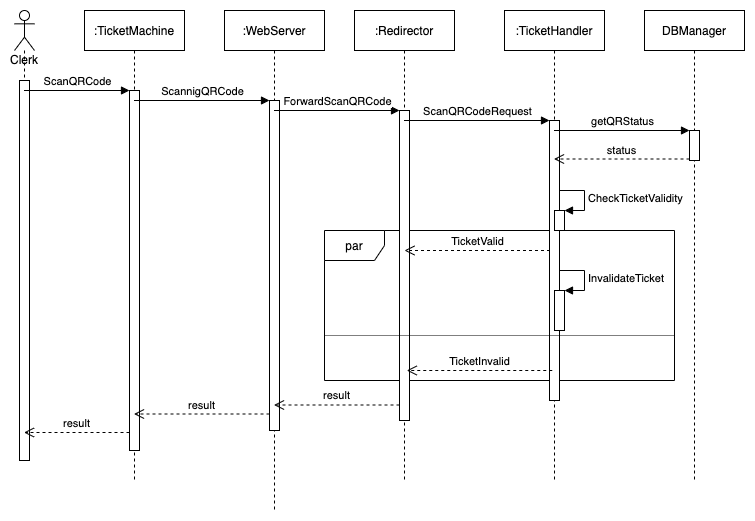 :TicketMachine
:WebServer
:Redirector
:TicketHandler
DBManager
Clerk
ScanQRCode
ScannigQRCode
ForwardScanQRCode
ScanQRCodeRequest
getQRStatus
status
CheckTicketValidity
par
TicketValid
InvalidateTicket
TicketInvalid
result
result
result